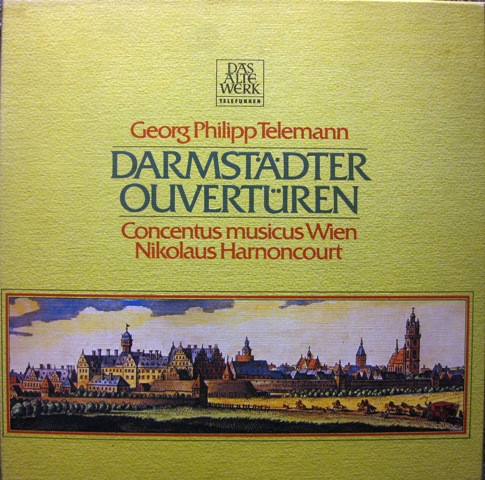 DAS
ALTE
WERK
TELEFUNKEN
Georg Philipp Telemann
DARMSTÄDTER
OUVERTÜREN
Concentus musicus Wien
Nikolaus Harnoncourt